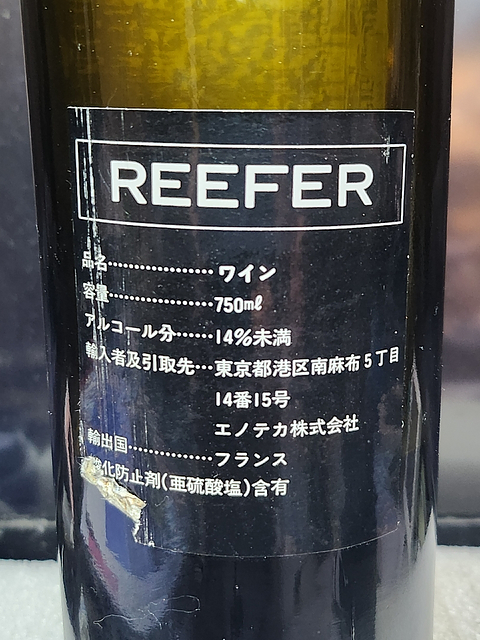 REEFER
品名…………………ワイン
容量…………………750mℓ
アルコール分……14%未満
輸入者及引取先…東京都港区南麻布5丁目
14番15号
エノテカ株式会社
輸出国……………フランス
酸化防止剤(亜硫酸塩)含有